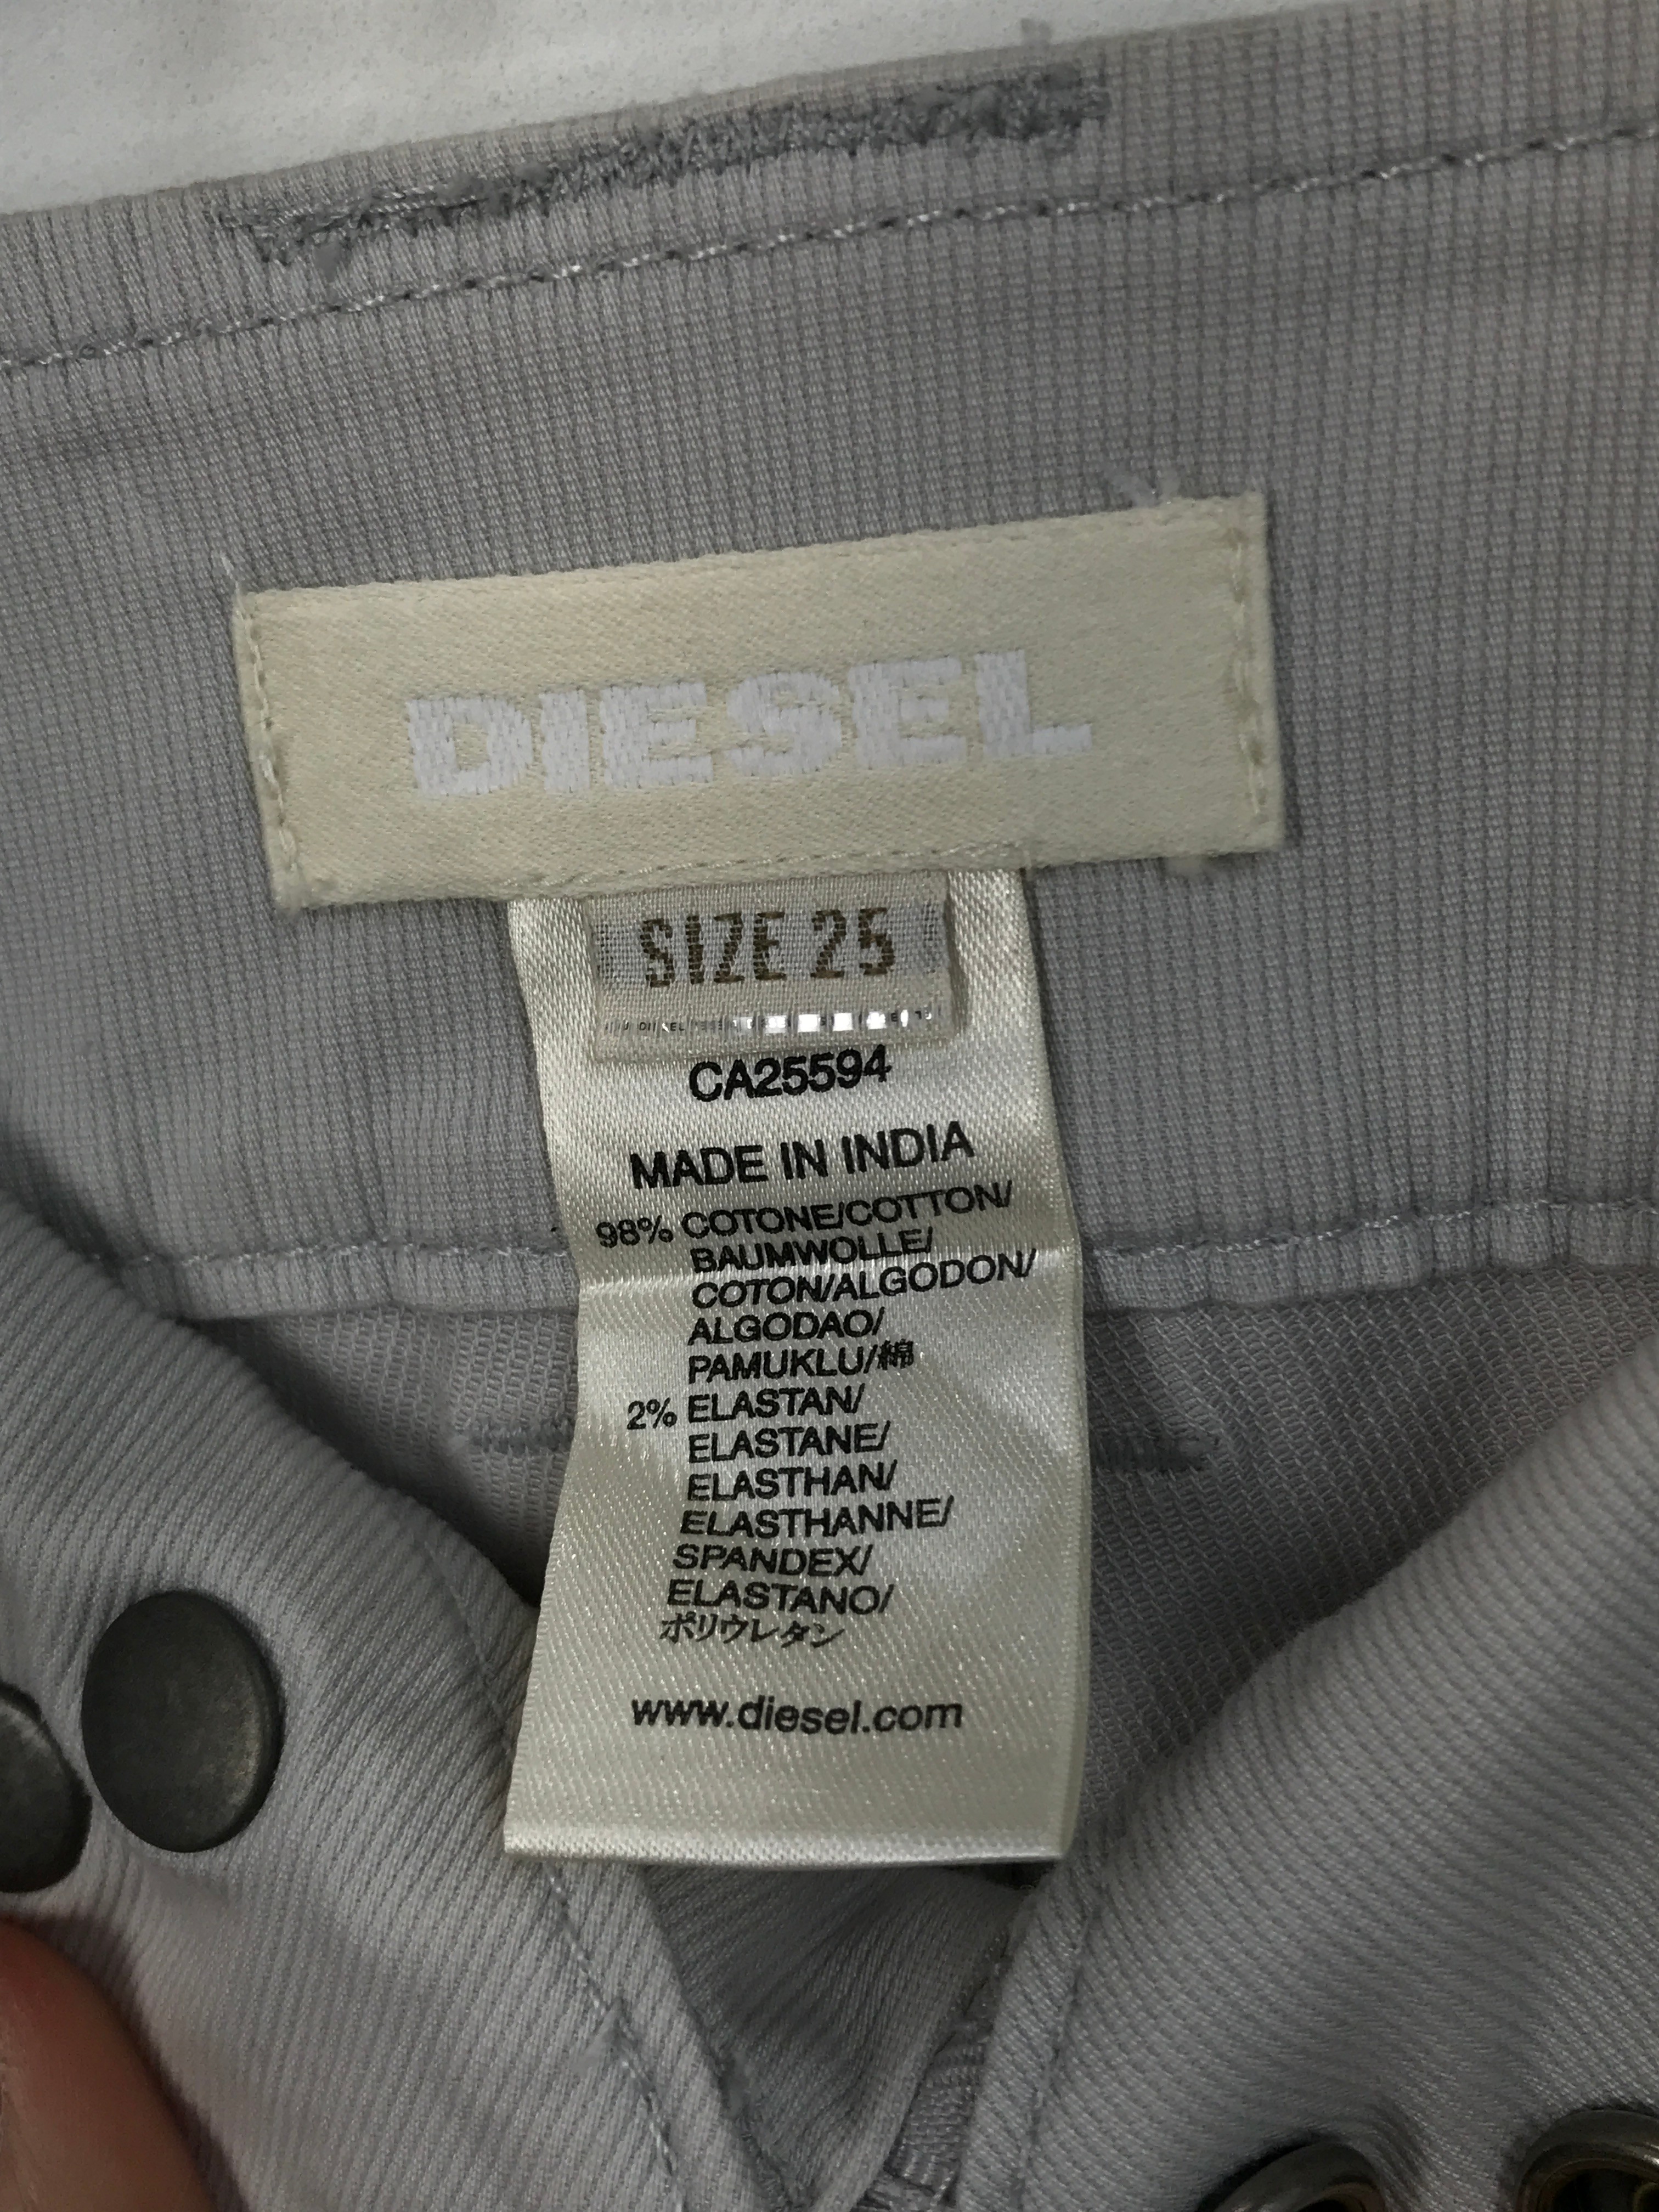 DIESEL
SIZE 25
CA25594
MADE IN INDIA
98% COTONE/COTTON/
BAUMWOLLE/
COTON/ALGODON/
ALGODAO/
PAMUKLU/綿
2% ELASTAN/
ELASTANE/
ELASTHAN/
ELASTHANNE/
SPANDEX/
ELASTANO/
ポリウレタン
www.diesel.com